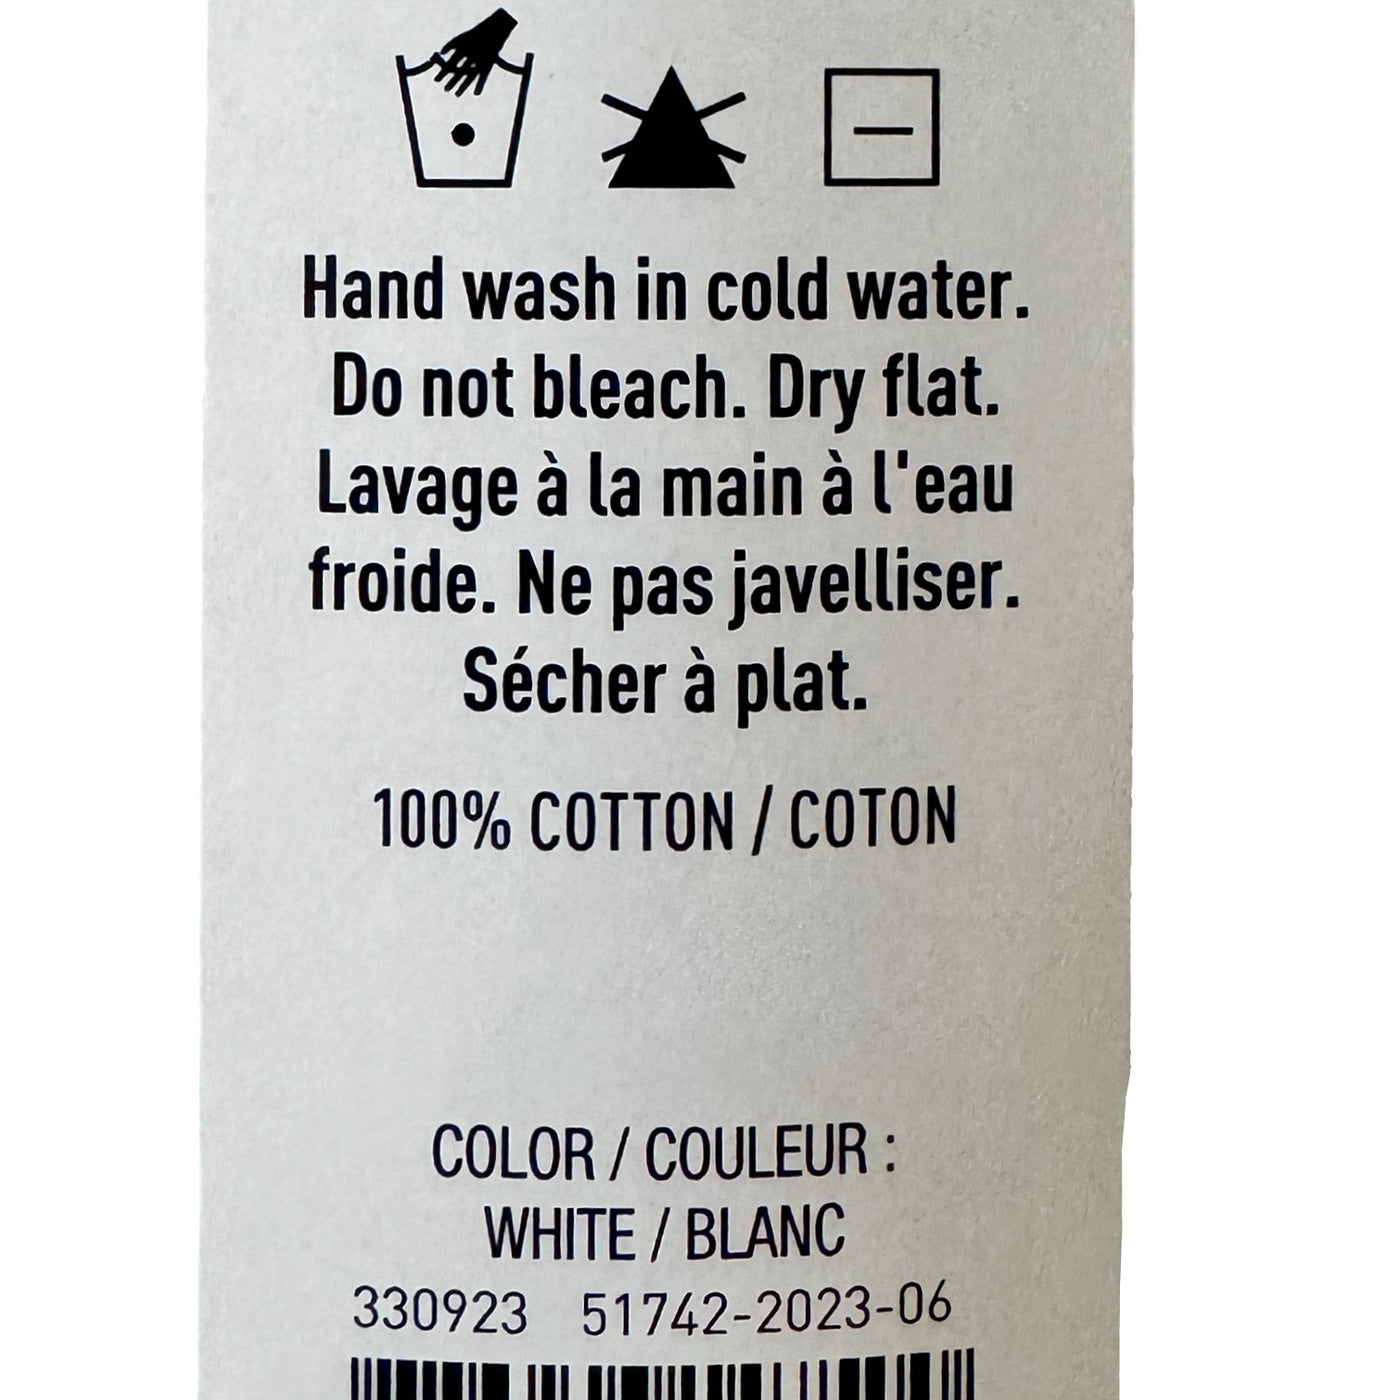 Hand wash in cold water.
Do not bleach. Dry flat.
Lavage à la main à l'eau
froide. Ne pas javelliser.
Sécher à plat.
100% COTTON / COTON
COLOR / COULEUR :
WHITE / BLANC
330923 51742-2023-06